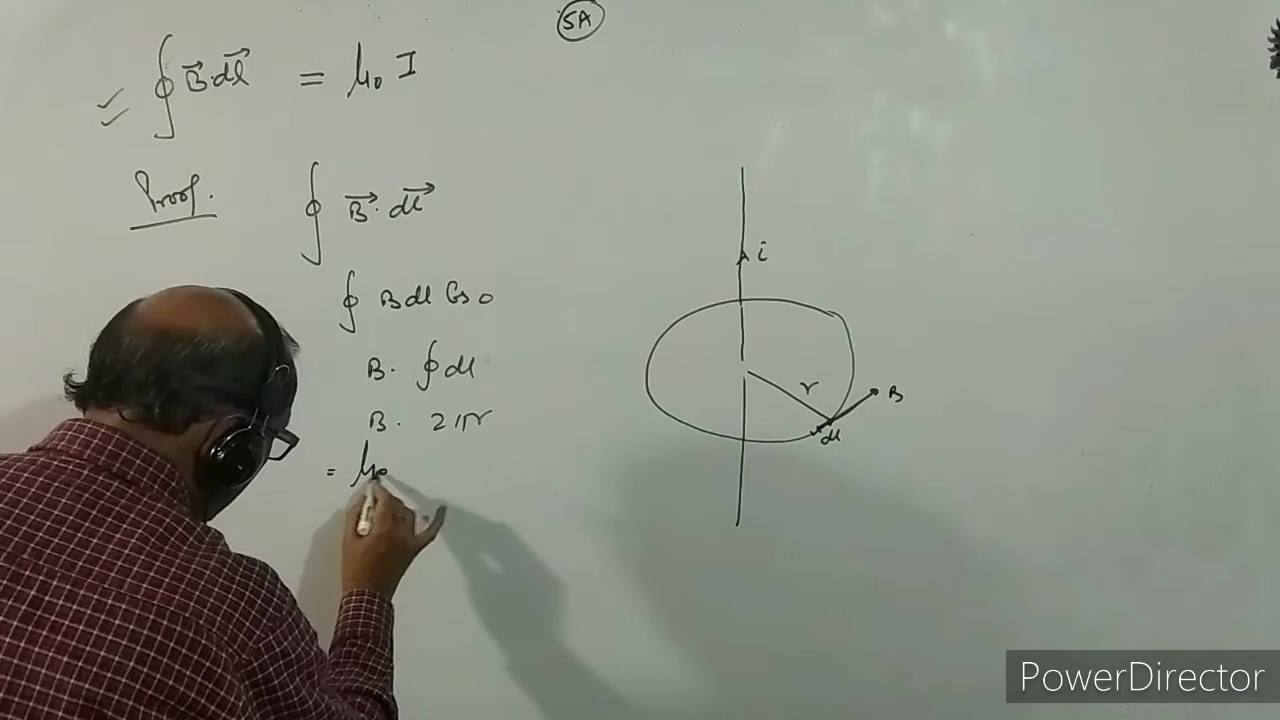 5A
∮ B⃗·dl⃗ = μ₀ I
Proof.
∮ B⃗·dl⃗
∮ B dl Cos 0
B. ∮ dl
B. 2πr
= μ₀
i
r
B
dl
PowerDirector